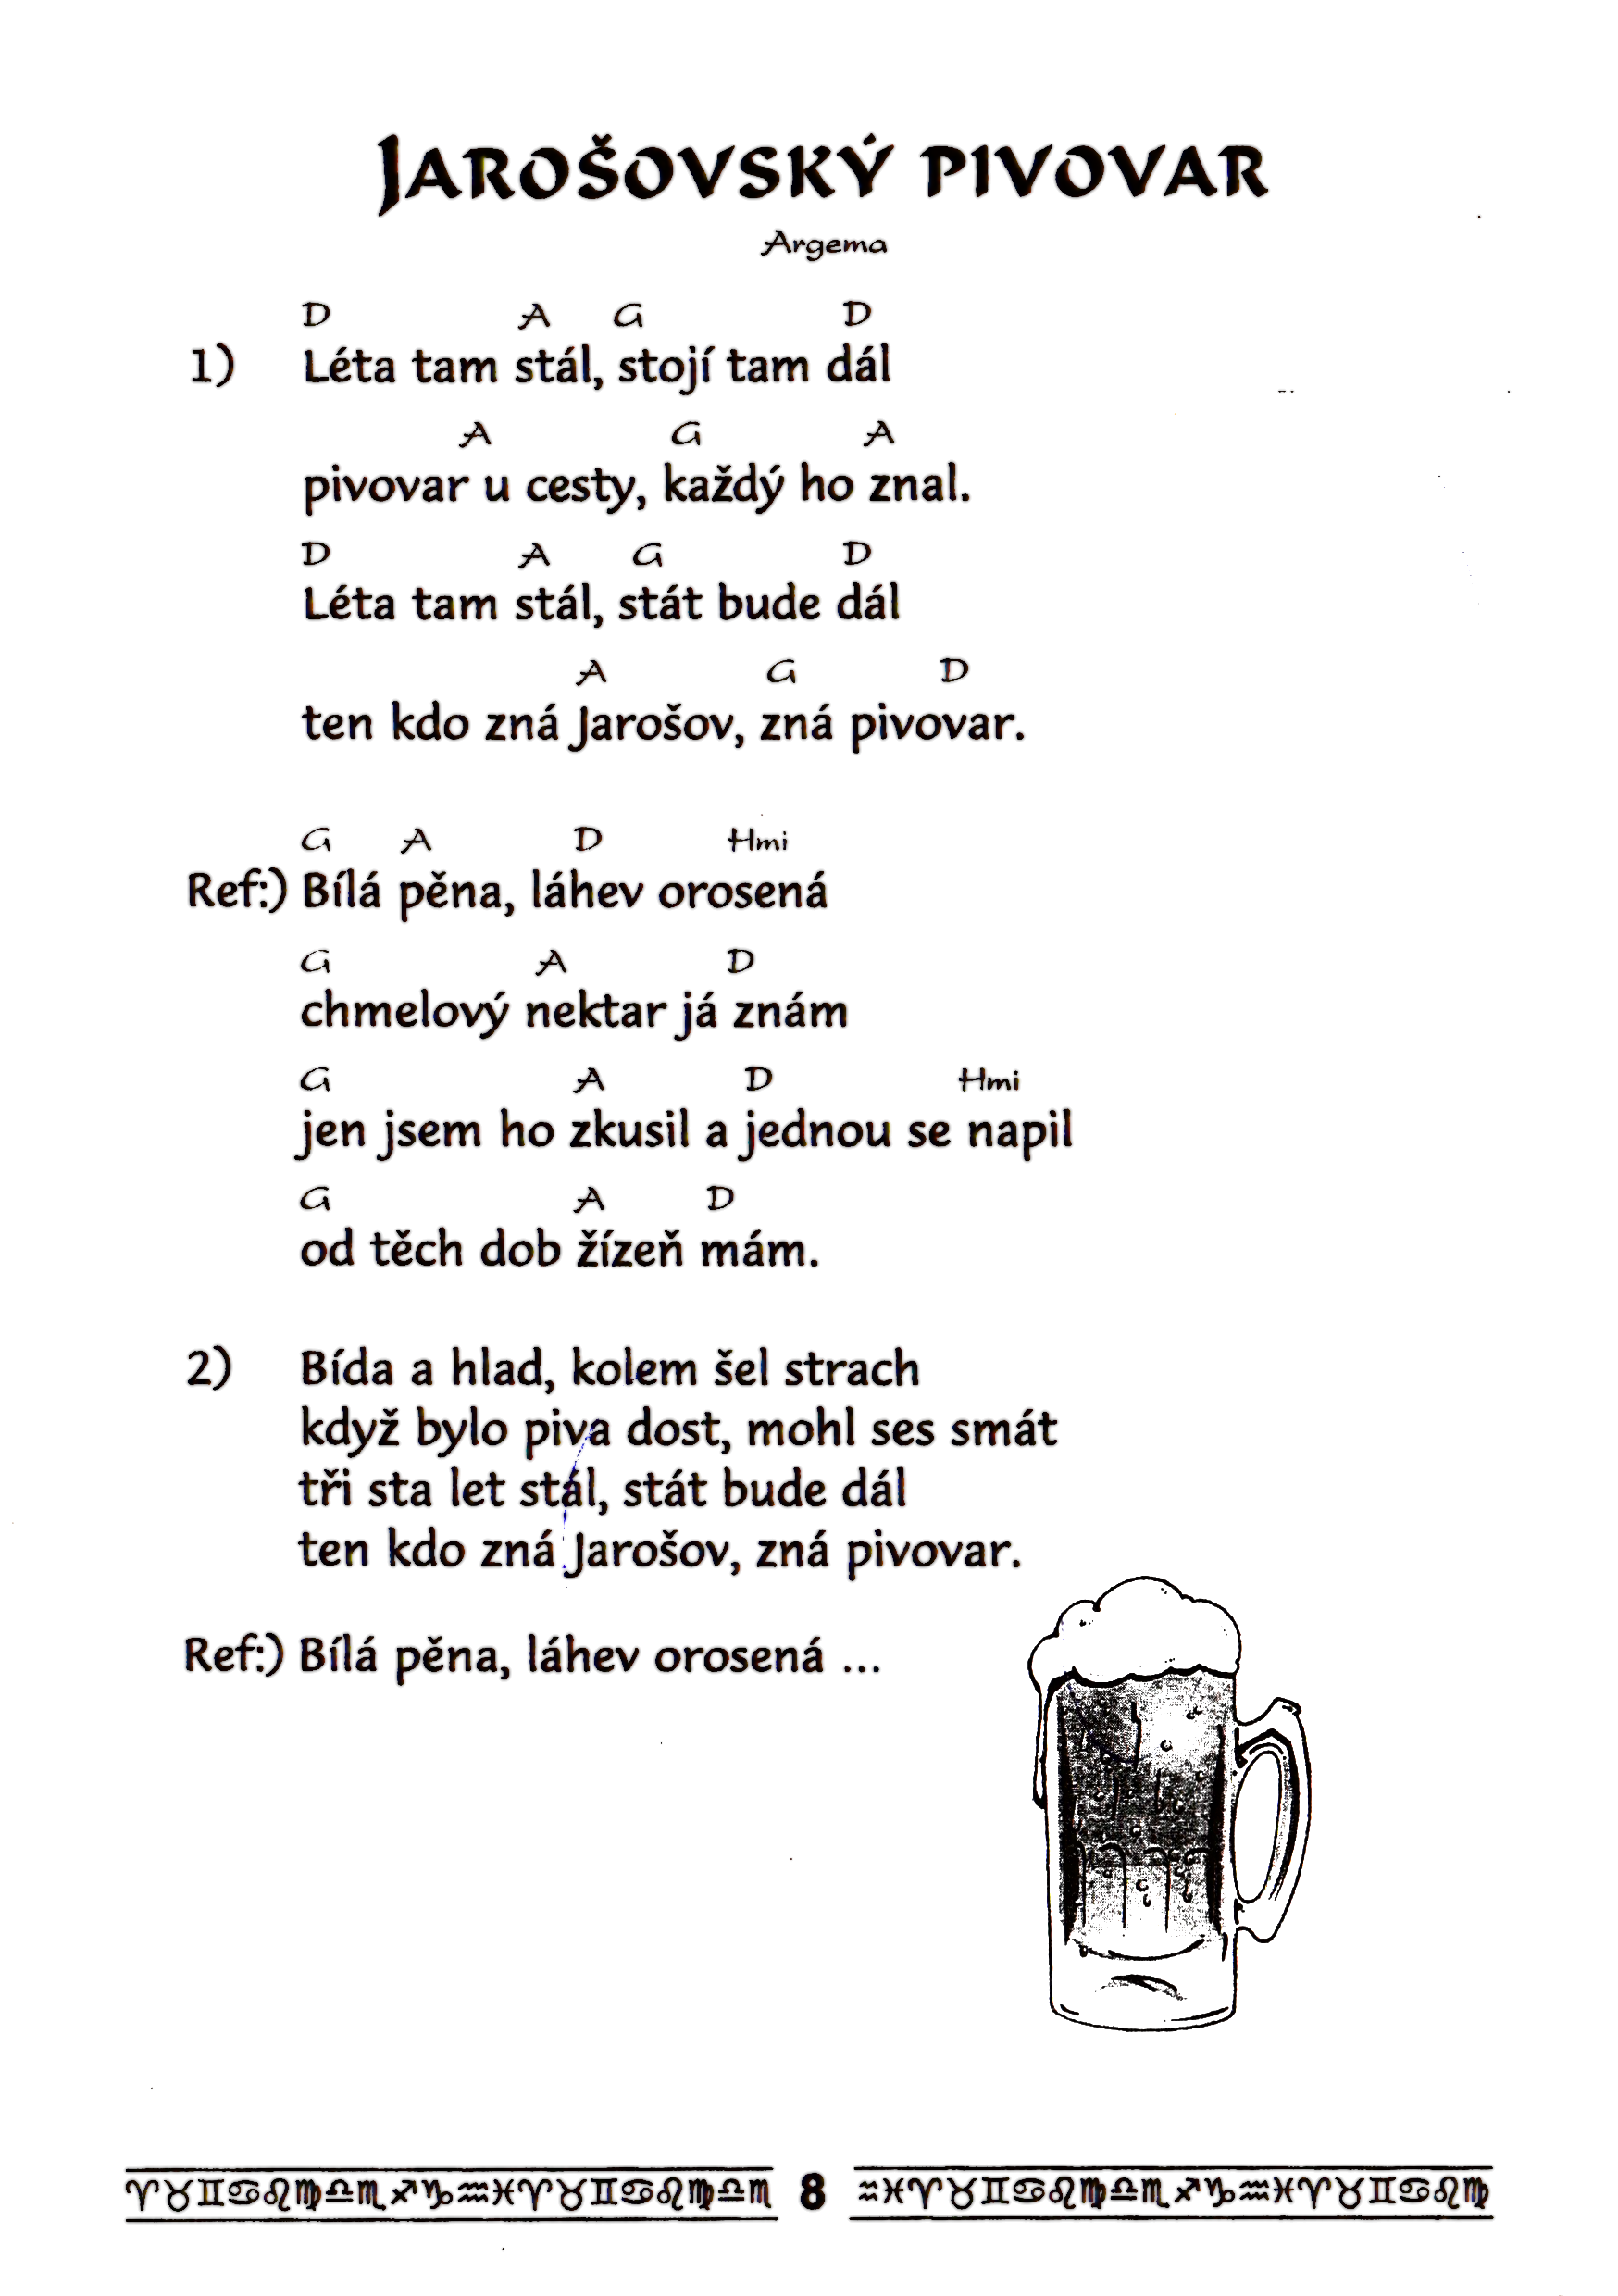 JAROŠOVSKÝ PIVOVAR
Argema
D A G D
1) Léta tam stál, stojí tam dál
A G A
pivovar u cesty, každý ho znal.
D A G D
Léta tam stál, stát bude dál
A G D
ten kdo zná Jarošov, zná pivovar.
G A D Hmi
Ref:) Bílá pěna, láhev orosená
G A D
chmelový nektar já znám
G A D Hmi
jen jsem ho zkusil a jednou se napil
G A D
od těch dob žízeň mám.
2) Bída a hlad, kolem šel strach
když bylo piva dost, mohl ses smát
tři sta let stál, stát bude dál
ten kdo zná Jarošov, zná pivovar.
Ref:) Bílá pěna, láhev orosená ...
♈♉♊♋♌♍♎♏♐♑♒♓♈♉♊♋♌♍♎♏ 8 ♒♓♈♉♊♋♌♍♎♏♐♑♒♓♈♉♊♋♌♍